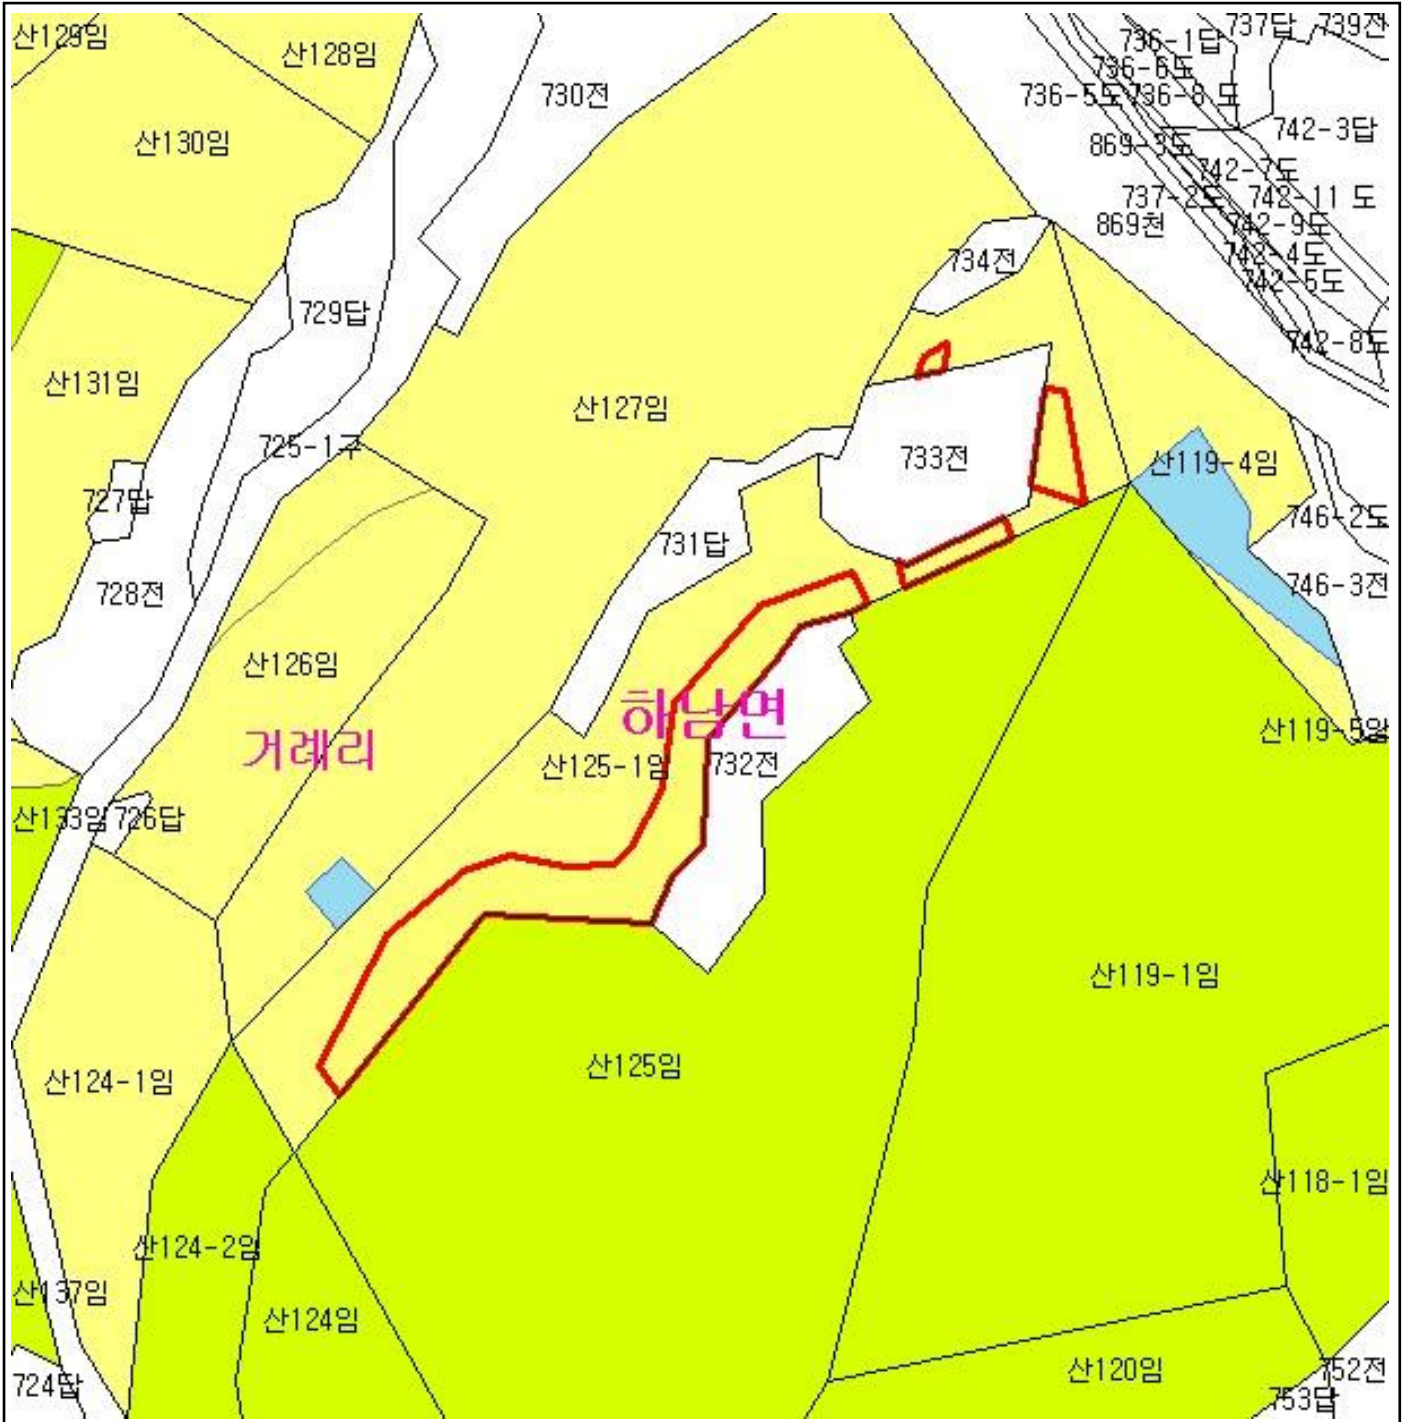 산129임
산128임
730전
산130임
737답
739전
736-1답
736-6도
736-5도
736-8 도
742-3답
869-3도
742-7도
737-2도
742-11 도
869천
742-9도
742-4도
742-5도
734전
729답
742-8도
산131임
산127임
725-1구
733전
산119-4임
727답
746-2도
731답
728전
746-3전
산126임
하남면
거례리
산119-5임
산125-1임
732전
산133임
726답
산119-1임
산125임
산124-1임
산118-1임
산124-2임
산137임
산124임
산120임
752전
724답
753답